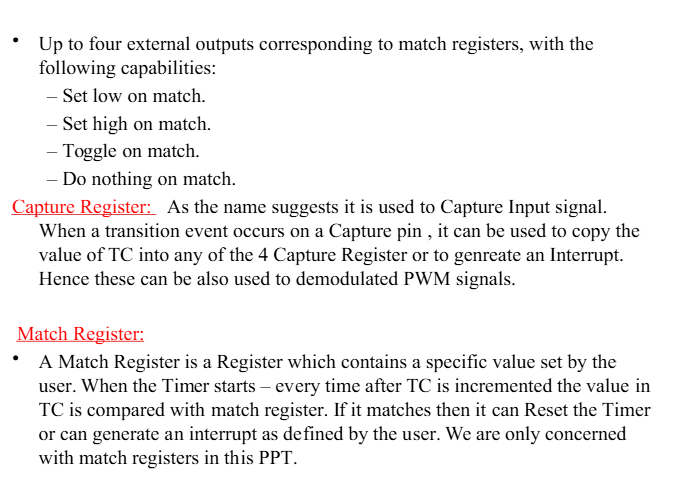 • Up to four external outputs corresponding to match registers, with the
following capabilities:
– Set low on match.
– Set high on match.
– Toggle on match.
– Do nothing on match.
Capture Register: As the name suggests it is used to Capture Input signal.
When a transition event occurs on a Capture pin , it can be used to copy the
value of TC into any of the 4 Capture Register or to genreate an Interrupt.
Hence these can be also used to demodulated PWM signals.
Match Register:
• A Match Register is a Register which contains a specific value set by the
user. When the Timer starts – every time after TC is incremented the value in
TC is compared with match register. If it matches then it can Reset the Timer
or can generate an interrupt as defined by the user. We are only concerned
with match registers in this PPT.